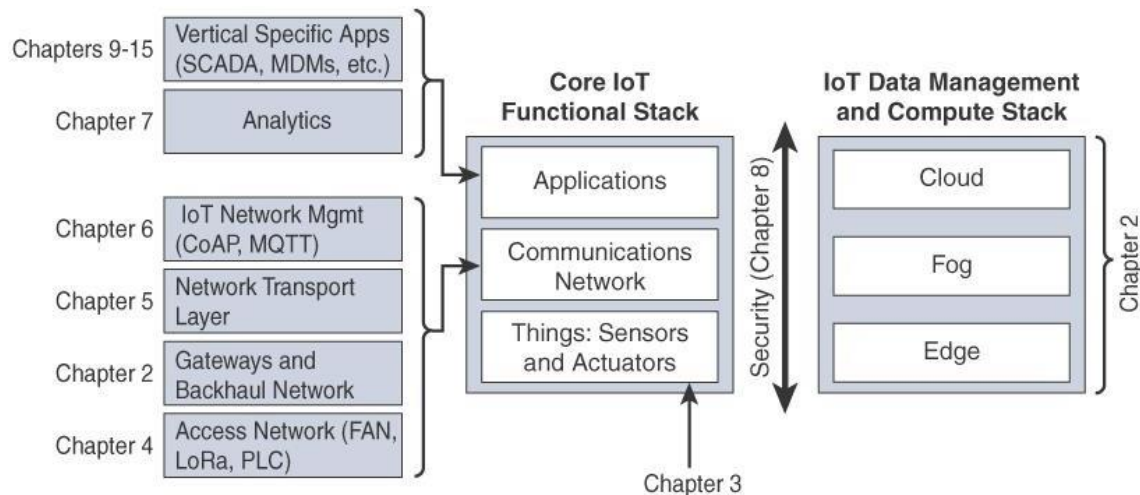 Chapters 9-15
Vertical Specific Apps
(SCADA, MDMs, etc.)
Chapter 7
Analytics
Chapter 6
IoT Network Mgmt
(CoAP, MQTT)
Chapter 5
Network Transport
Layer
Chapter 2
Gateways and
Backhaul Network
Chapter 4
Access Network (FAN,
LoRa, PLC)
Core IoT
Functional Stack
Applications
Communications
Network
Things: Sensors
and Actuators
Chapter 3
Security (Chapter 8)
IoT Data Management
and Compute Stack
Cloud
Fog
Edge
Chapter 2